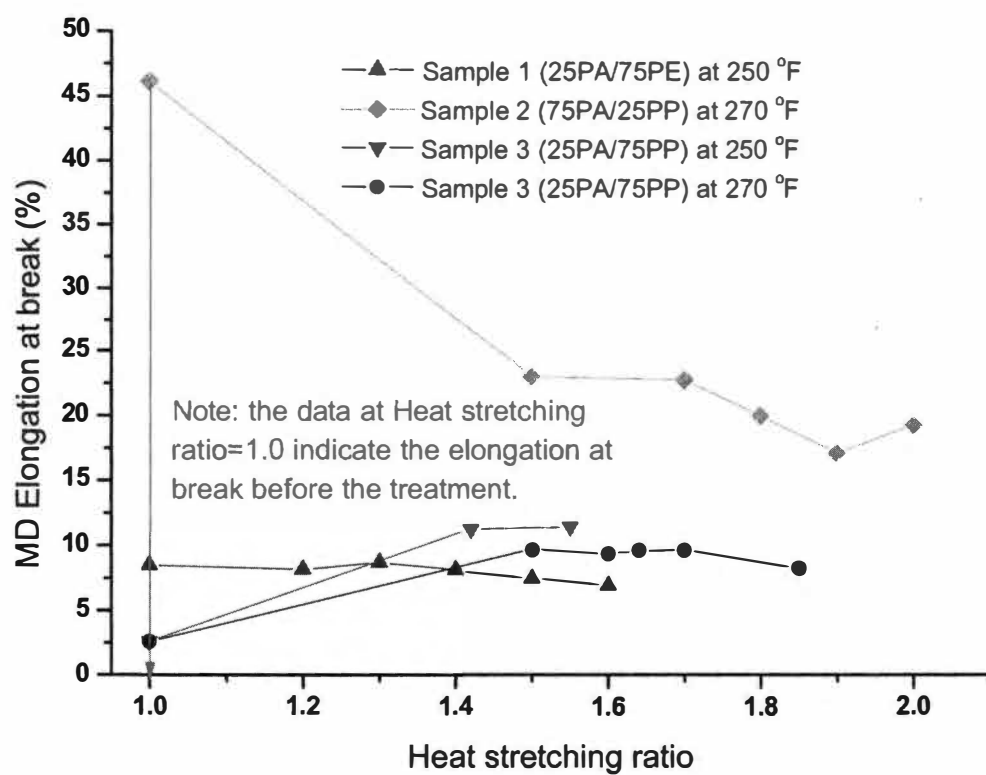 50
45
40
35
30
25
20
15
10
5
0
MD Elongation at break (%)
Sample 1 (25PA/75PE) at 250 °F
Sample 2 (75PA/25PP) at 270 °F
Sample 3 (25PA/75PP) at 250 °F
Sample 3 (25PA/75PP) at 270 °F
Note: the data at Heat stretching
ratio=1.0 indicate the elongation at
break before the treatment.
1.0 1.2 1.4 1.6 1.8 2.0
Heat stretching ratio